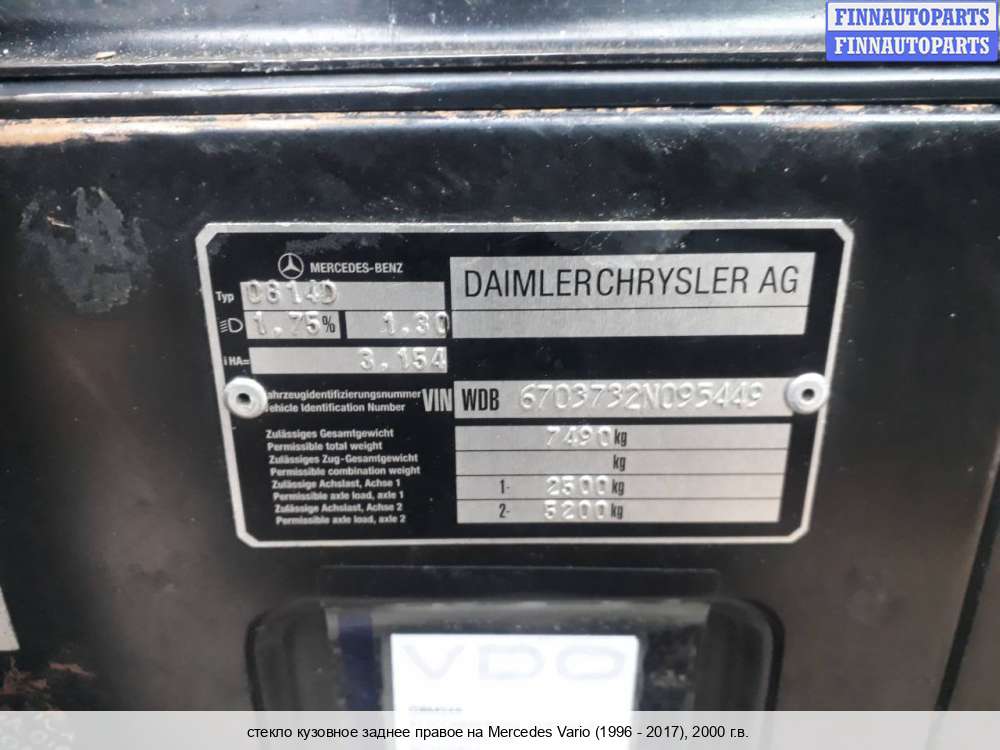 FINNAUTOPARTS
FINNAUTOPARTS
MERCEDES-BENZ
DAIMLERCHRYSLER AG
Typ O814D
1.75% 1.30
i HA= 3.154
Fahrzeugidentifizierungsnummer
Vehicle Identification Number VIN WDB 6703732N095449
Zulässiges Gesamtgewicht
Permissible total weight 7490 kg
Zulässiges Zug-Gesamtgewicht
Permissible combination weight kg
Zulässige Achslast, Achse 1
Permissible axle load, axle 1 1- 2500 kg
Zulässige Achslast, Achse 2
Permissible axle load, axle 2 2- 5200 kg
VDO
стекло кузовное заднее правое на Mercedes Vario (1996 - 2017), 2000 г.в.